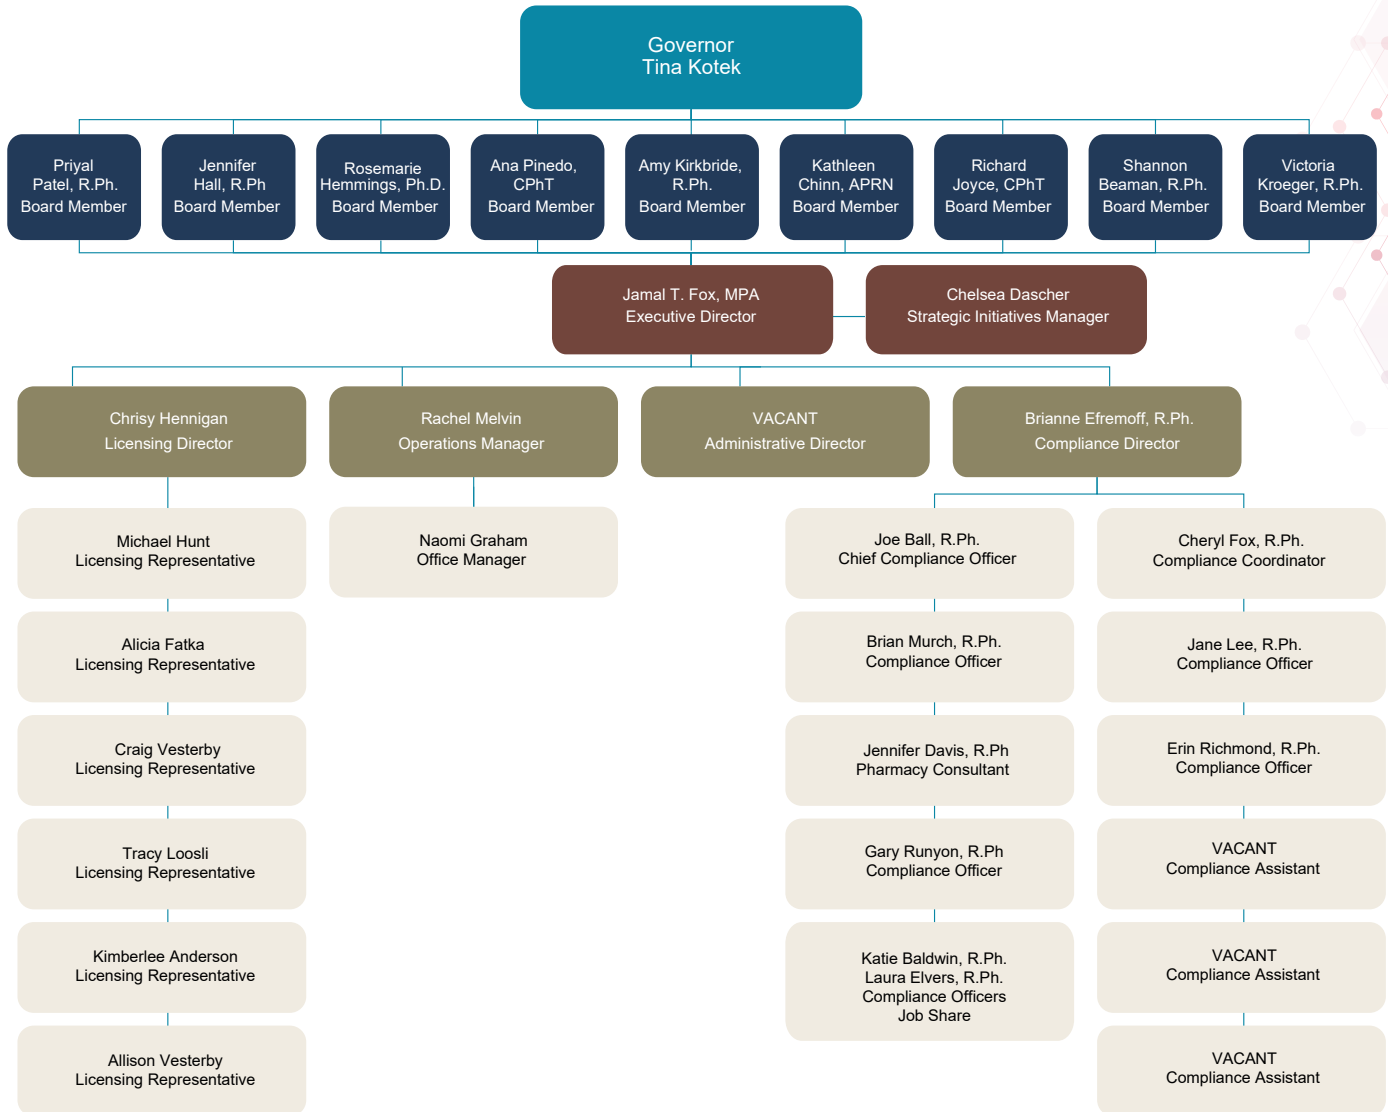 Governor
Tina Kotek
Priyal
Patel, R.Ph.
Board Member
Jennifer
Hall, R.Ph
Board Member
Rosemarie
Hemmings, Ph.D.
Board Member
Ana Pinedo,
CPhT
Board Member
Amy Kirkbride,
R.Ph.
Board Member
Kathleen
Chinn, APRN
Board Member
Richard
Joyce, CPhT
Board Member
Shannon
Beaman, R.Ph.
Board Member
Victoria
Kroeger, R.Ph.
Board Member
Jamal T. Fox, MPA
Executive Director
Chelsea Dascher
Strategic Initiatives Manager
Chrisy Hennigan
Licensing Director
Rachel Melvin
Operations Manager
VACANT
Administrative Director
Brianne Efremoff, R.Ph.
Compliance Director
Michael Hunt
Licensing Representative
Naomi Graham
Office Manager
Joe Ball, R.Ph.
Chief Compliance Officer
Cheryl Fox, R.Ph.
Compliance Coordinator
Alicia Fatka
Licensing Representative
Brian Murch, R.Ph.
Compliance Officer
Jane Lee, R.Ph.
Compliance Officer
Craig Vesterby
Licensing Representative
Jennifer Davis, R.Ph
Pharmacy Consultant
Erin Richmond, R.Ph.
Compliance Officer
Tracy Loosli
Licensing Representative
Gary Runyon, R.Ph
Compliance Officer
VACANT
Compliance Assistant
Kimberlee Anderson
Licensing Representative
Katie Baldwin, R.Ph.
Laura Elvers, R.Ph.
Compliance Officers
Job Share
VACANT
Compliance Assistant
Allison Vesterby
Licensing Representative
VACANT
Compliance Assistant